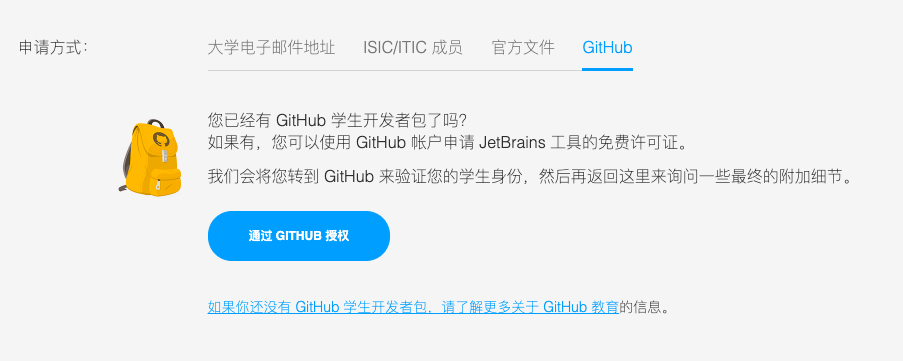 申请方式：
大学电子邮件地址 ISIC/ITIC 成员 官方文件 GitHub
您已经有 GitHub 学生开发者包了吗？
如果有，您可以使用 GitHub 帐户申请 JetBrains 工具的免费许可证。
我们会将您转到 GitHub 来验证您的学生身份，然后再返回这里来询问一些最终的附加细节。
通过 GITHUB 授权
如果你还没有 GitHub 学生开发者包，请了解更多关于 GitHub 教育的信息。